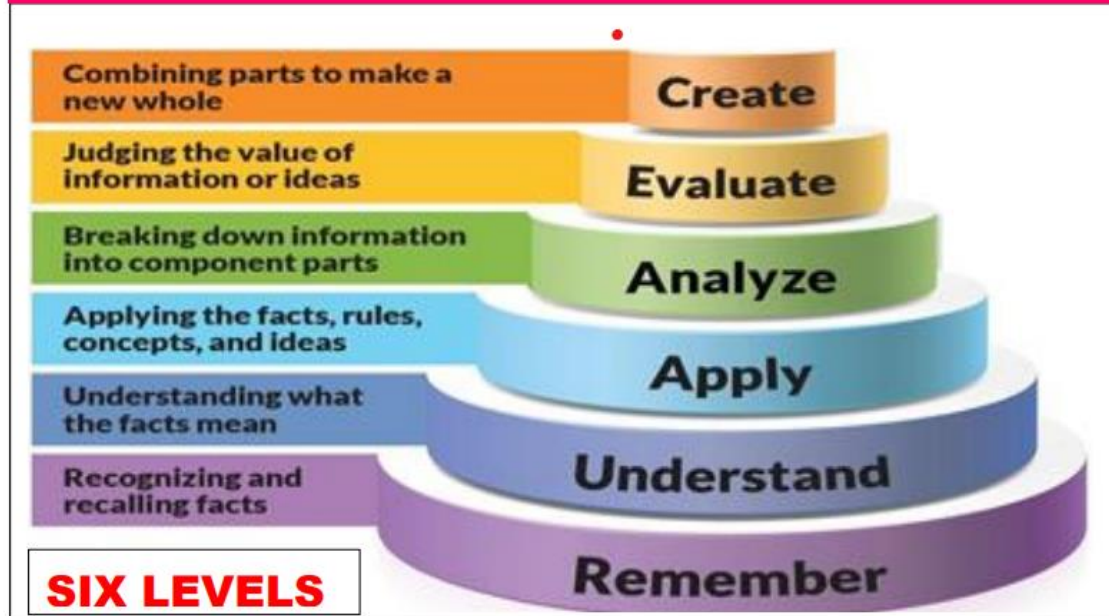 Combining parts to make a
new whole
Create
Judging the value of
information or ideas
Evaluate
Breaking down information
into component parts
Analyze
Applying the facts, rules,
concepts, and ideas
Apply
Understanding what
the facts mean
Understand
Recognizing and
recalling facts
Remember
SIX LEVELS